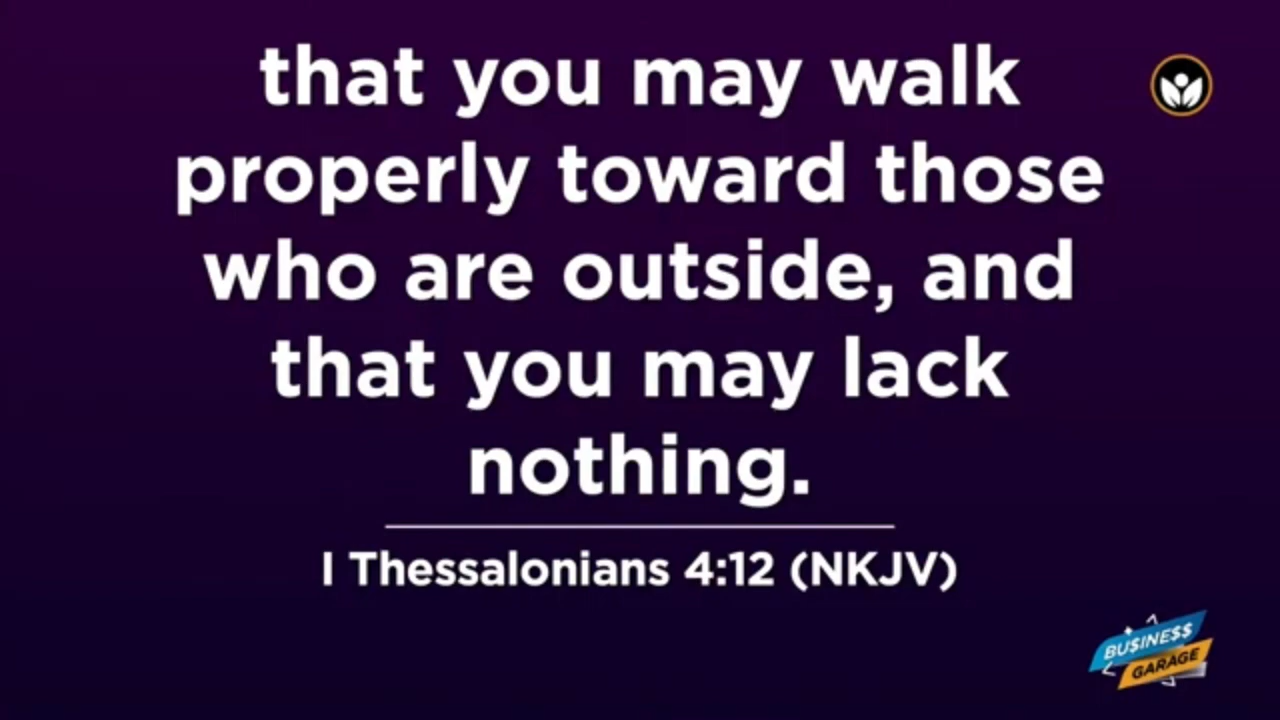 that you may walk
properly toward those
who are outside, and
that you may lack
nothing.
I Thessalonians 4:12 (NKJV)
BU$INE$$
GARAGE